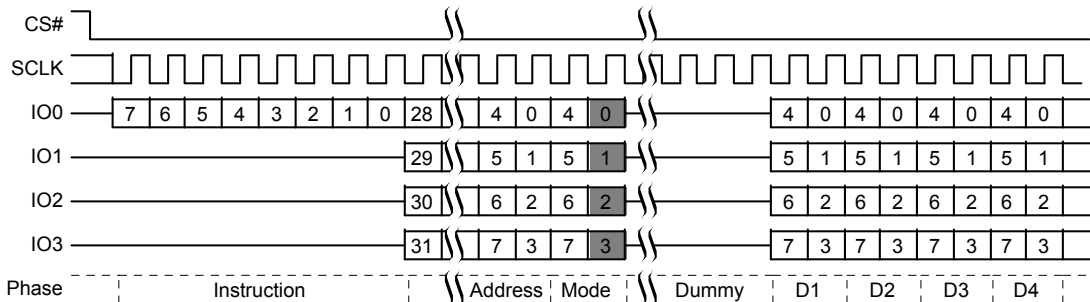 CS#
SCLK
IO0 7 6 5 4 3 2 1 0 28 4 0 4 0 4 0 4 0 4 0 4 0
IO1 29 5 1 5 1 5 1 5 1 5 1 5 1
IO2 30 6 2 6 2 6 2 6 2 6 2 6 2
IO3 31 7 3 7 3 7 3 7 3 7 3 7 3
Phase Instruction Address Mode Dummy D1 D2 D3 D4